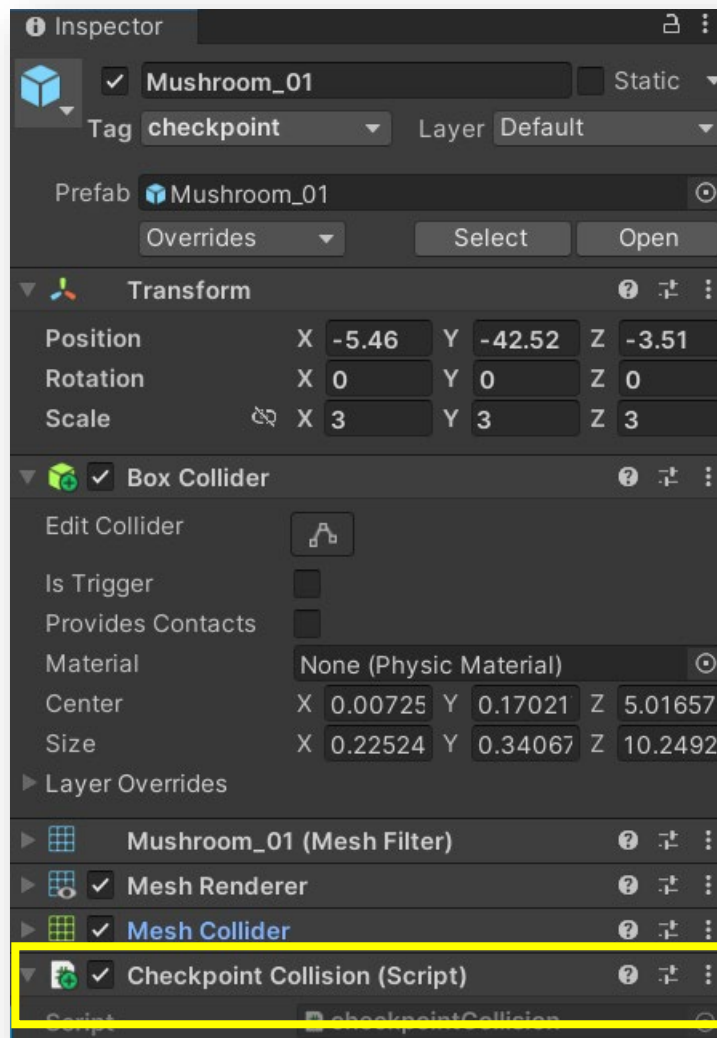 Inspector
Mushroom_01 Static
Tag checkpoint Layer Default
Prefab Mushroom_01
Overrides Select Open
Transform
Position X -5.46 Y -42.52 Z -3.51
Rotation X 0 Y 0 Z 0
Scale X 3 Y 3 Z 3
Box Collider
Edit Collider
Is Trigger
Provides Contacts
Material None (Physic Material)
Center X 0.00725 Y 0.17021 Z 5.01657
Size X 0.22524 Y 0.34067 Z 10.2492
Layer Overrides
Mushroom_01 (Mesh Filter)
Mesh Renderer
Mesh Collider
Checkpoint Collision (Script)
Script checkpointCollision